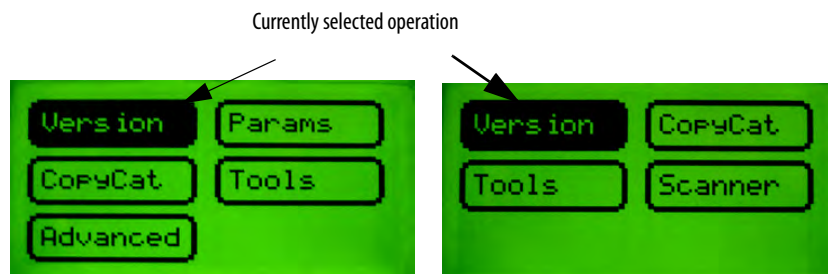 Currently selected operation
Version Params
CopyCat Tools
Advanced
Version CopyCat
Tools Scanner